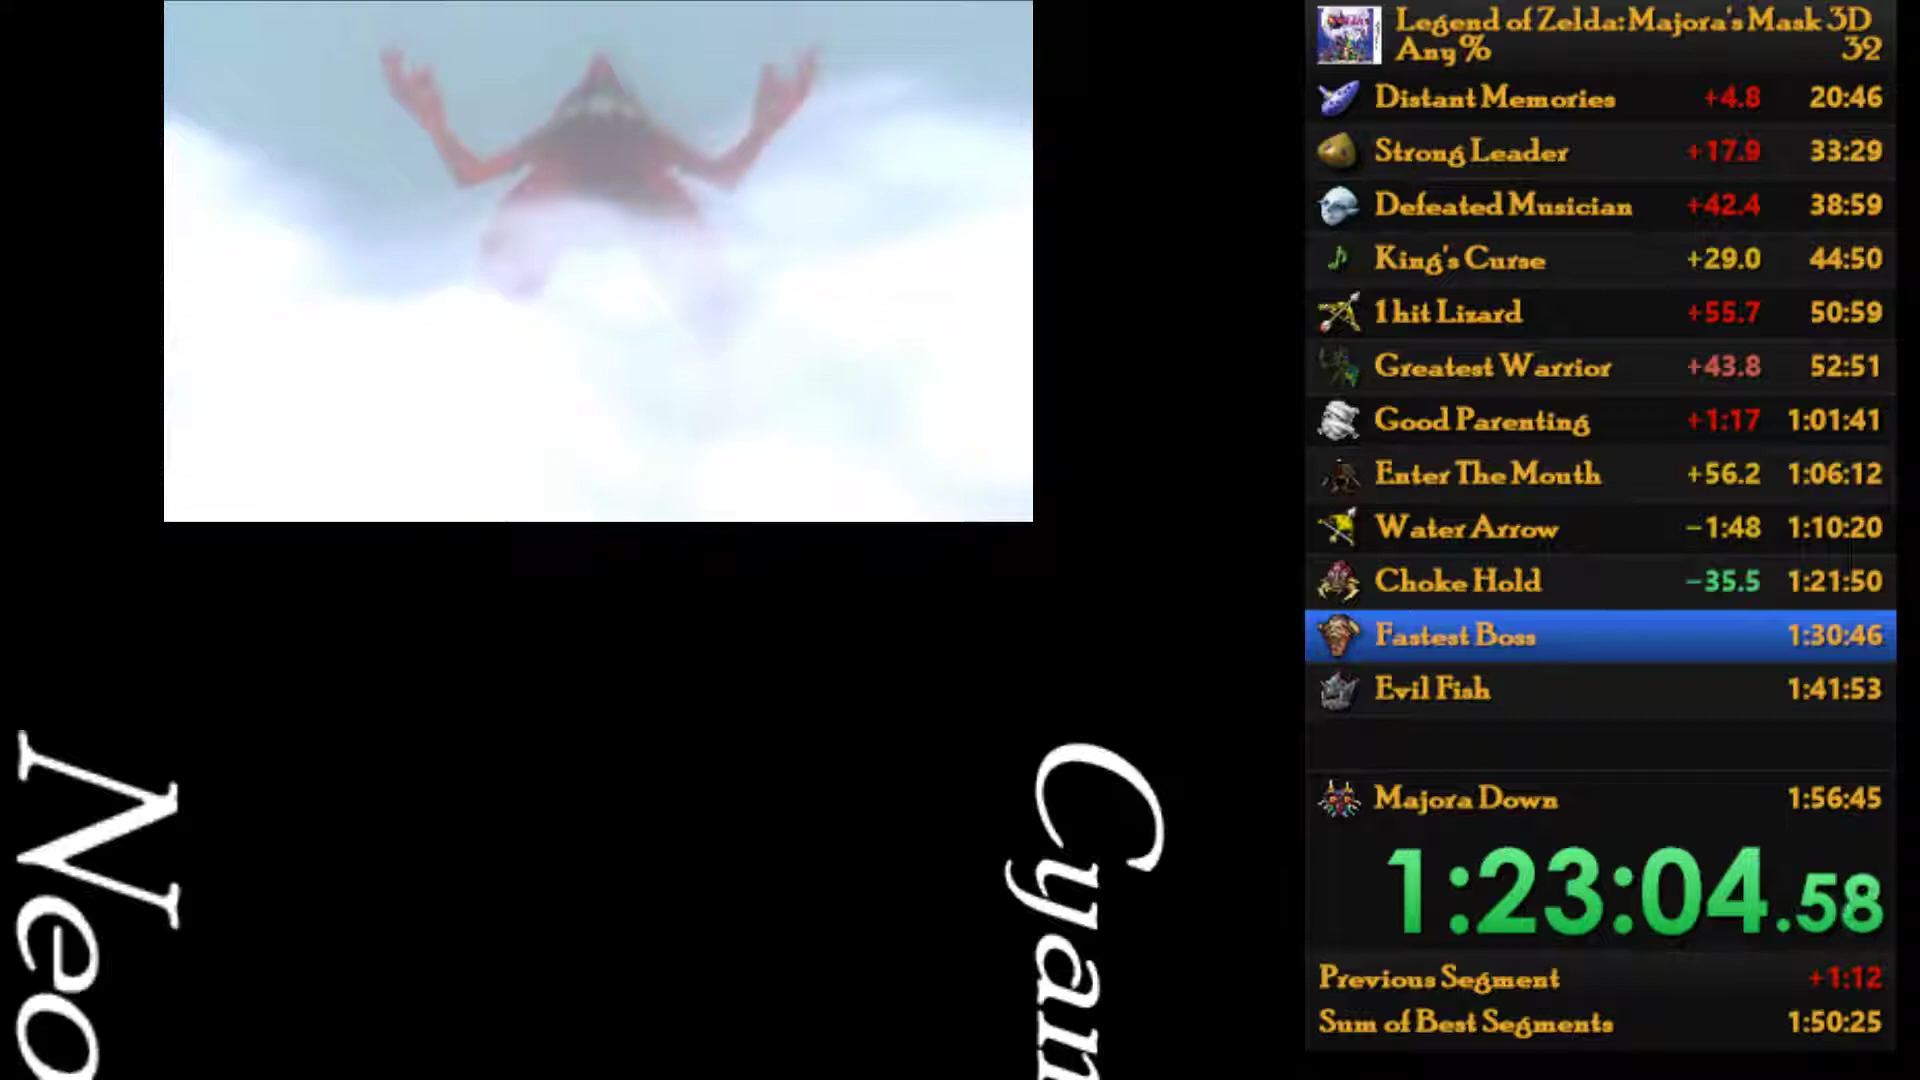 Legend of Zelda: Majora's Mask 3D
Any% 32
Distant Memories +4.8 20:46
Strong Leader +17.9 33:29
Defeated Musician +42.4 38:59
King's Curse +29.0 44:50
1 hit Lizard +55.7 50:59
Greatest Warrior +43.8 52:51
Good Parenting +1:17 1:01:41
Enter The Mouth +56.2 1:06:12
Water Arrow −1:48 1:10:20
Choke Hold −35.5 1:21:50
Fastest Boss 1:30:46
Evil Fish 1:41:53
Majora Down 1:56:45
1:23:04.58
Previous Segment +1:12
Sum of Best Segments 1:50:25
Neo
Cyan